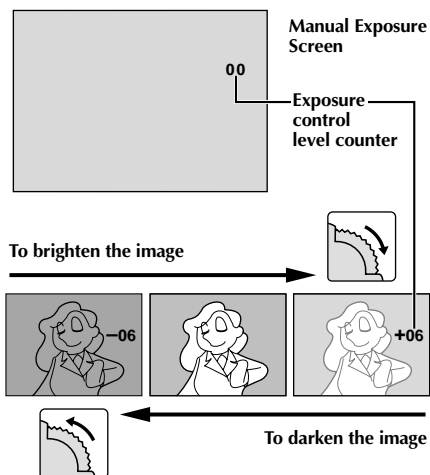 Manual Exposure
Screen
00
Exposure
control
level counter
To brighten the image
–06
+06
To darken the image